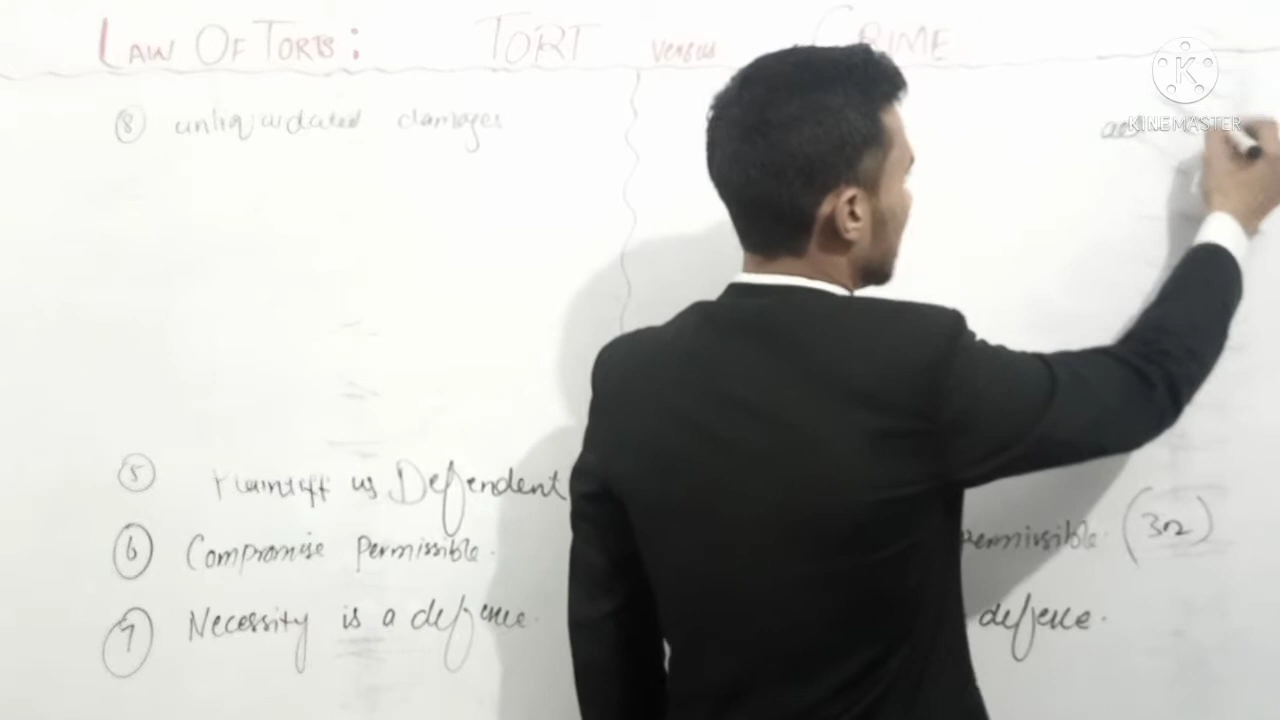 LAW OF TORTS: TORT versus CRIME
K
KINEMASTER
8 unliquidated damages
5 Plaintiff vs Defendent
6 Compromise Permissible.
permissible. (302)
7 Necessity is a defence.
defence.